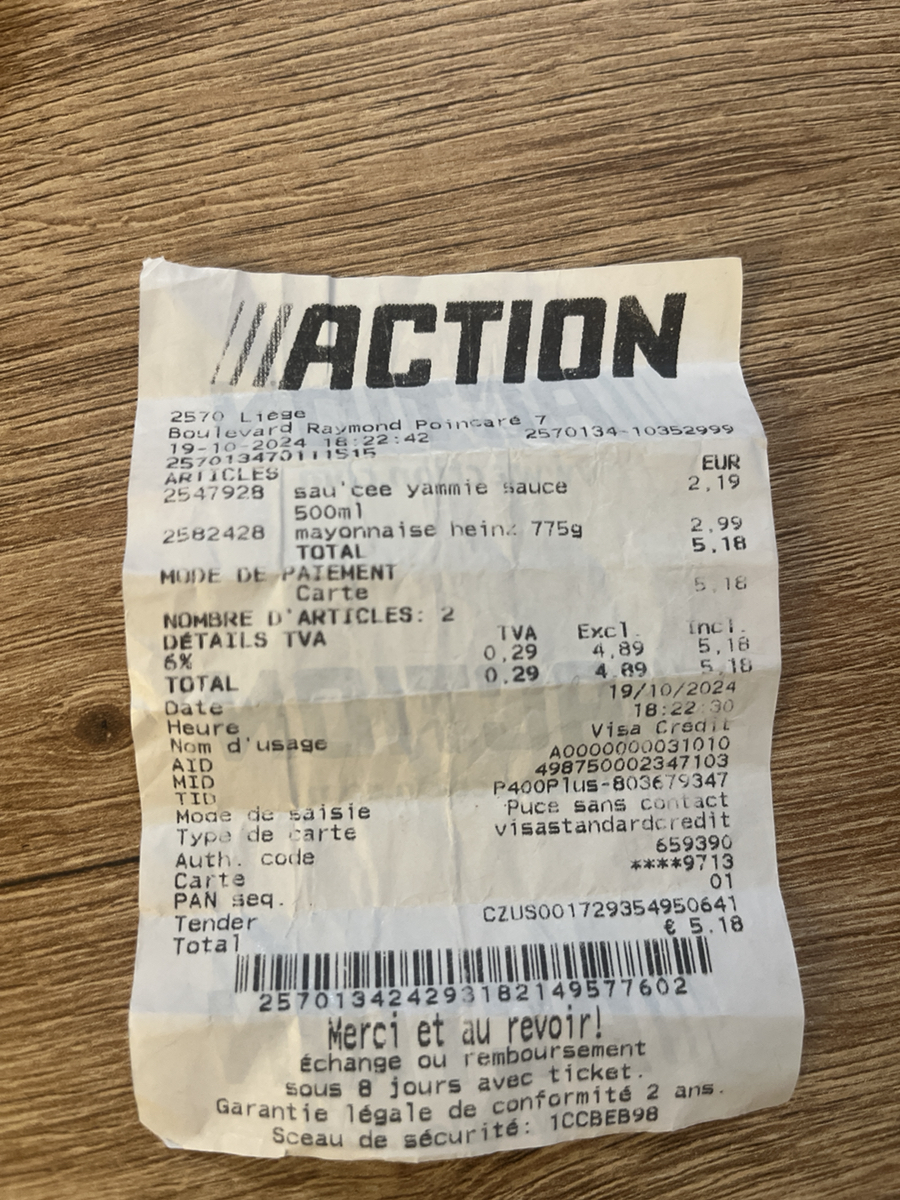 ACTION
2570 Liège
Boulevard Raymond Poincaré 7
19-10-2024 18:22:42 2570134-10352999
2570134701111515
ARTICLES EUR
2547928 sau'cee yammie sauce 2,19
500ml
2582428 mayonnaise heinz 775g 2,99
TOTAL 5,18
MODE DE PAIEMENT
Carte 5,18
NOMBRE D'ARTICLES: 2
DÉTAILS TVA TVA Excl. Incl.
6% 0,29 4,89 5,18
TOTAL 0,29 4,89 5,18
Date 19/10/2024
Heure 18:22:30
Nom d'usage Visa Credit
AID A0000000031010
MID 498750002347103
TID P400Plus-803679347
Mode de saisie Puce sans contact
Type de carte visastandardcredit
Auth. code 659390
Carte ****9713
PAN seq. 01
Tender CZUS001729354950641
Total € 5.18
257013424293182149577602
Merci et au revoir!
échange ou remboursement
sous 8 jours avec ticket.
Garantie légale de conformité 2 ans.
Sceau de sécurité: 1CCBEB98